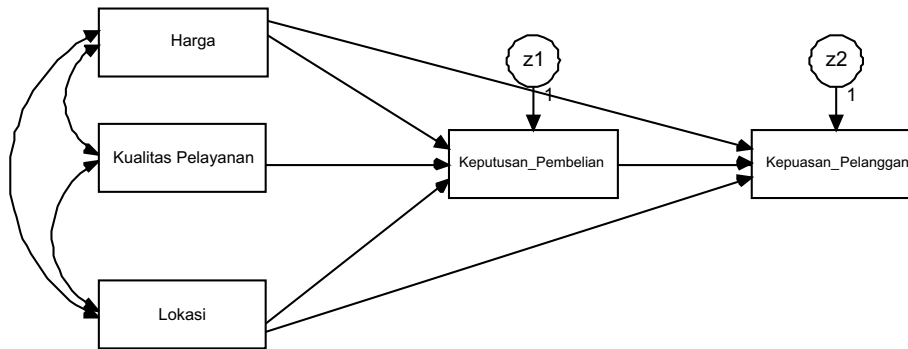 Harga
z1
z2
1
1
Kualitas Pelayanan
Keputusan_Pembelian
Kepuasan_Pelanggan
Lokasi